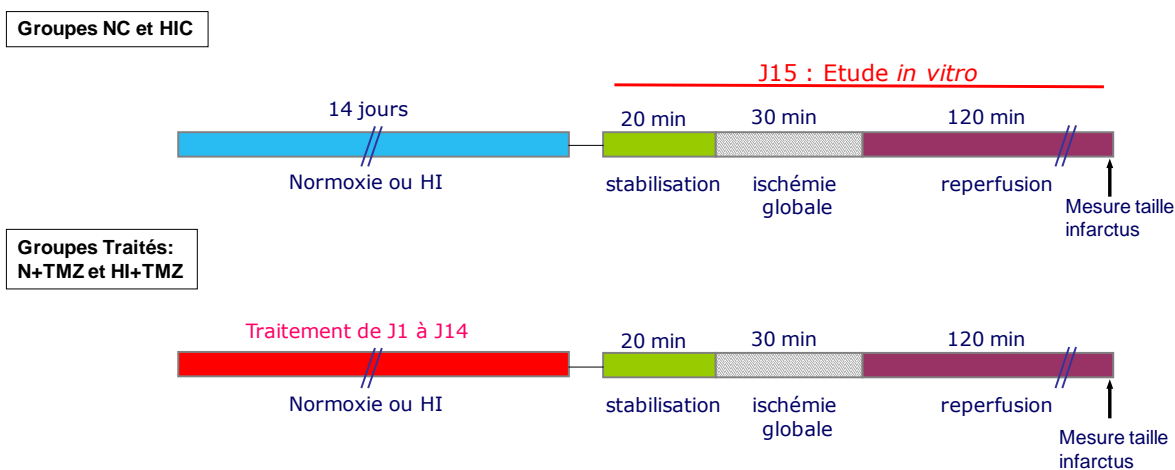 Groupes NC et HIC
J15 : Etude in vitro
14 jours
20 min
30 min
120 min
Normoxie ou HI
stabilisation
ischémie
globale
reperfusion
Mesure taille
infarctus
Groupes Traités:
N+TMZ et HI+TMZ
Traitement de J1 à J14
20 min
30 min
120 min
Normoxie ou HI
stabilisation
ischémie
globale
reperfusion
Mesure taille
infarctus